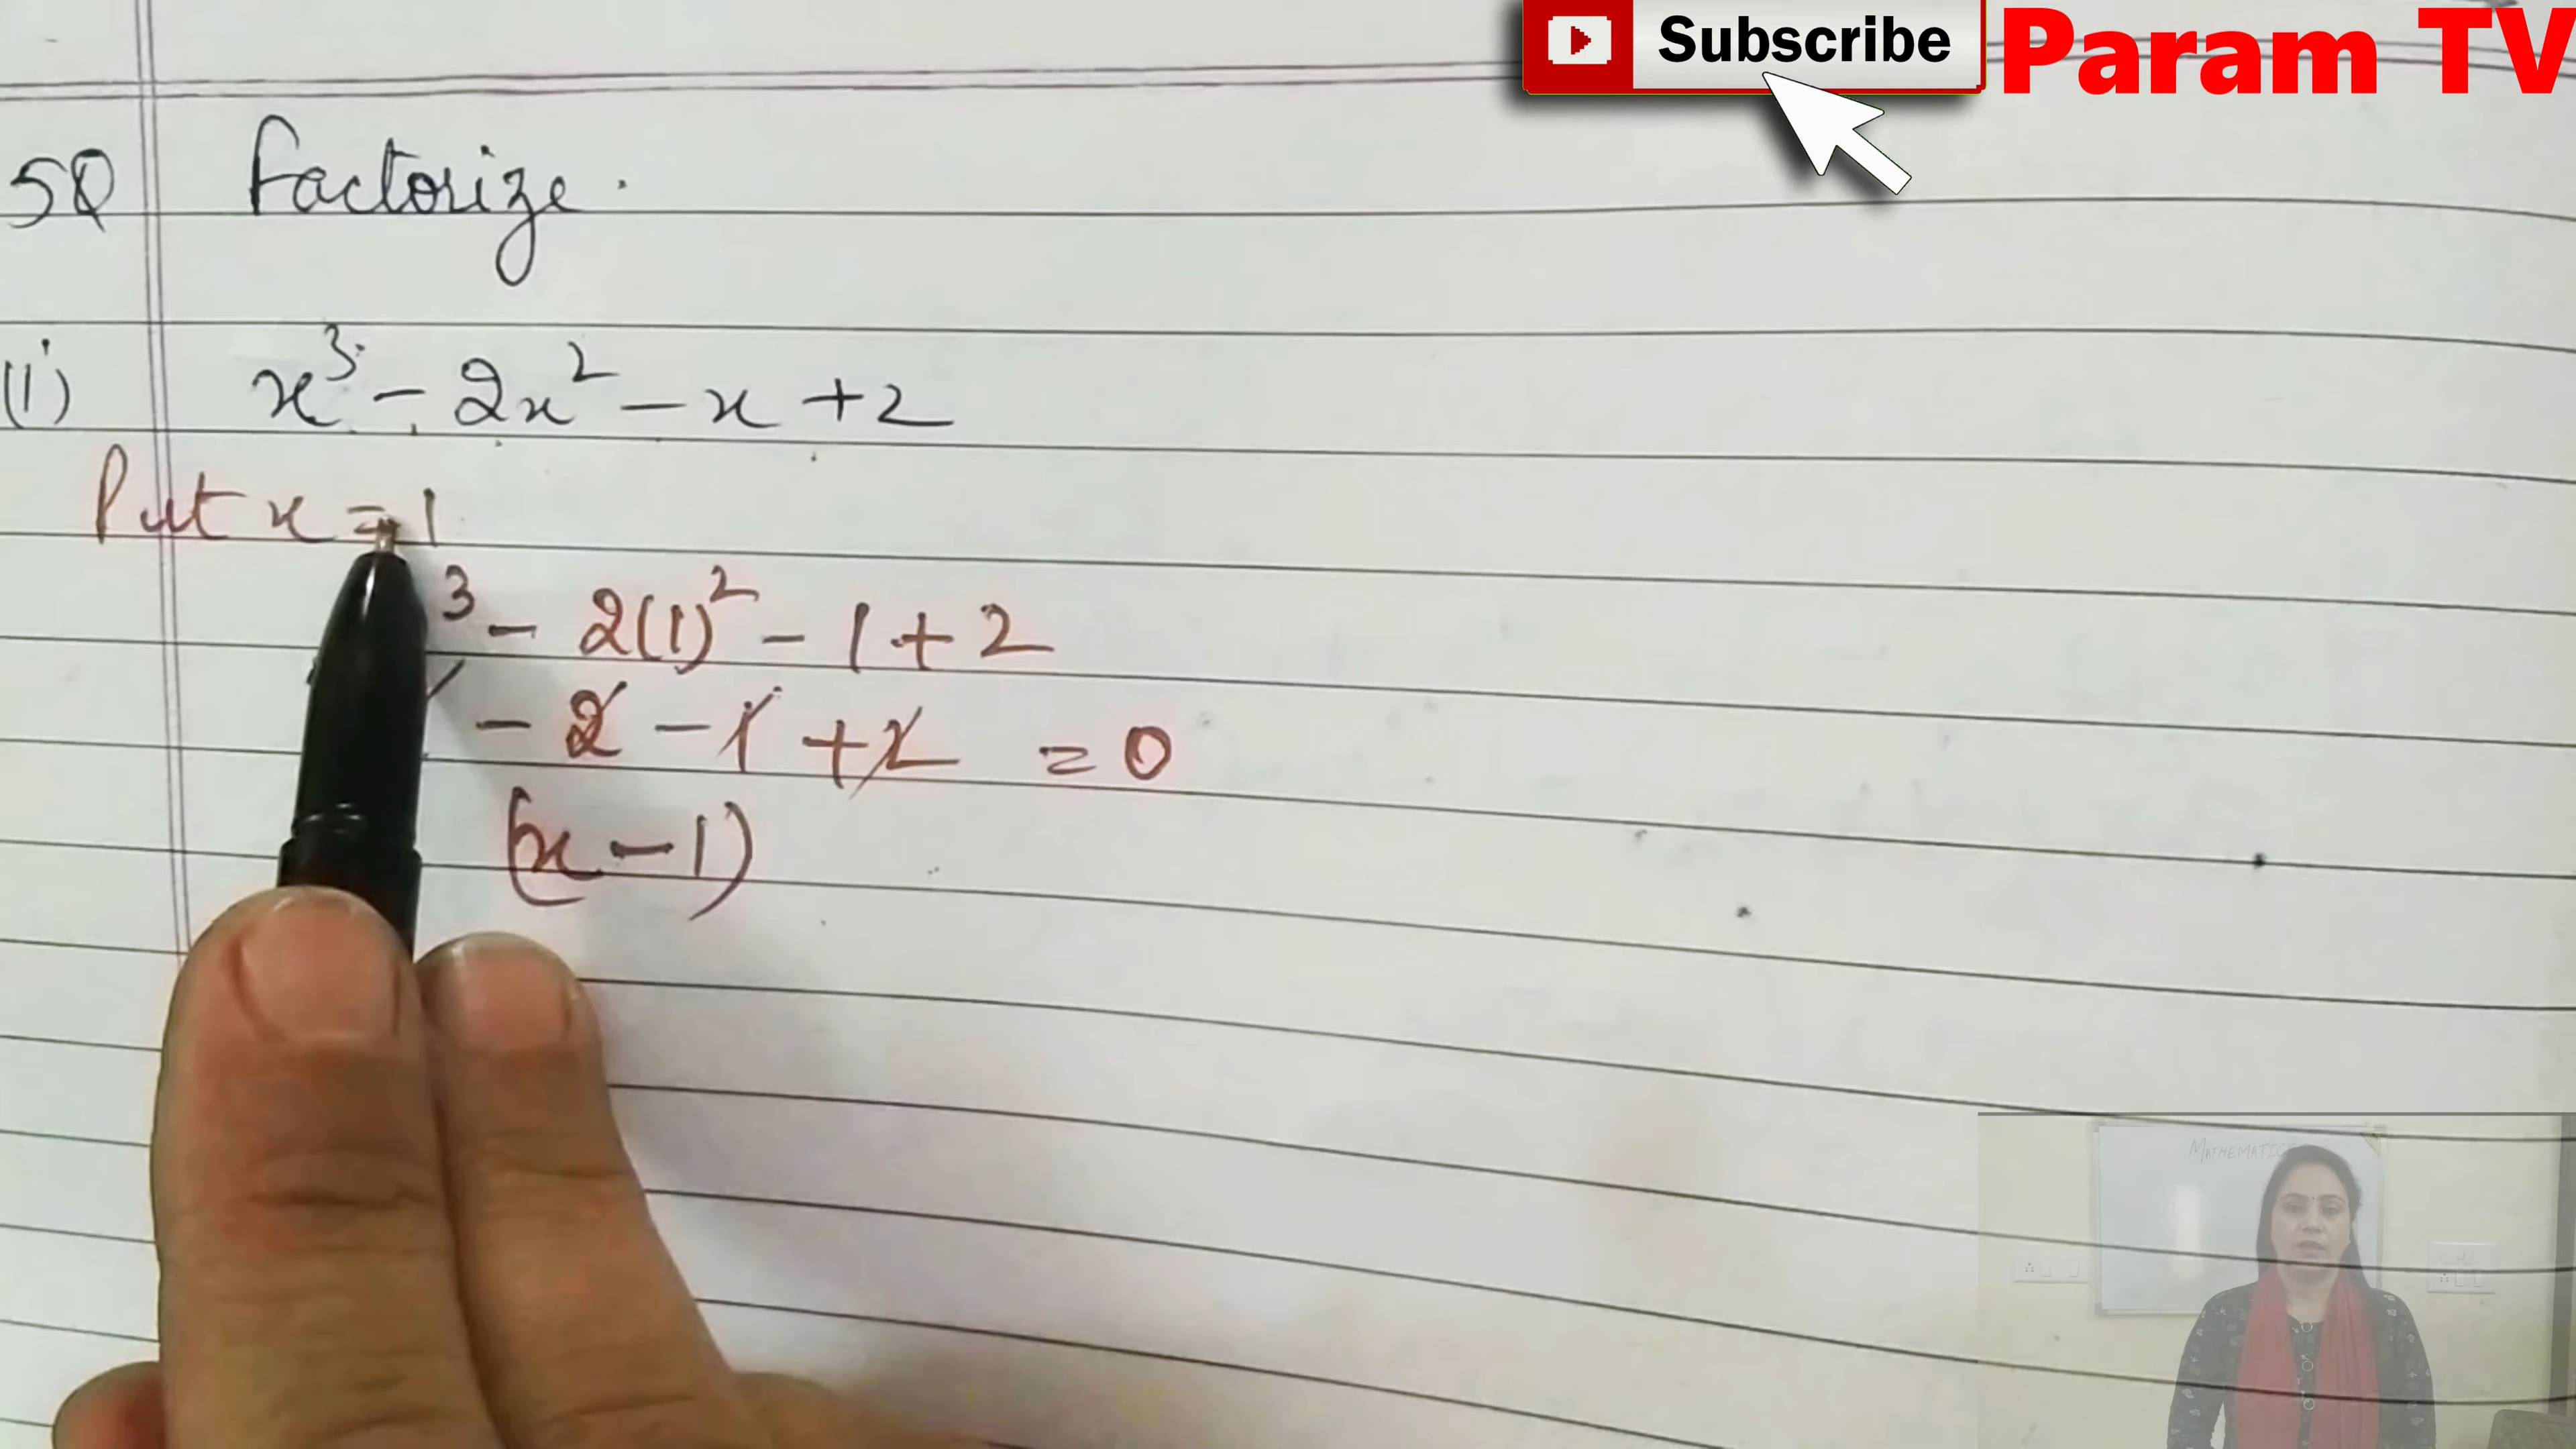 Subscribe Param TV
5Q Factorize.
(i) x³ - 2x² - x + 2
Put x = 1
³ - 2(1)² - 1 + 2
- 2 - 1 + 2 = 0
(x - 1)
MATHEMATIC